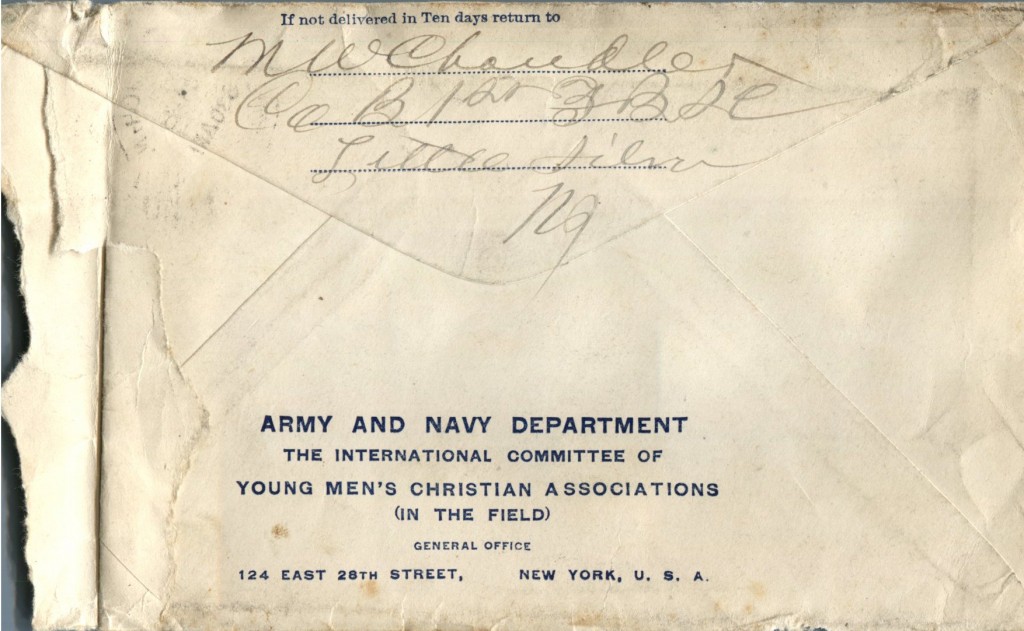 If not delivered in Ten days return to
M W Chandler
Co B 1st F B S C
Little Silver
NJ
ARMY AND NAVY DEPARTMENT
THE INTERNATIONAL COMMITTEE OF
YOUNG MEN'S CHRISTIAN ASSOCIATIONS
(IN THE FIELD)
GENERAL OFFICE
124 EAST 28TH STREET, NEW YORK, U. S. A.